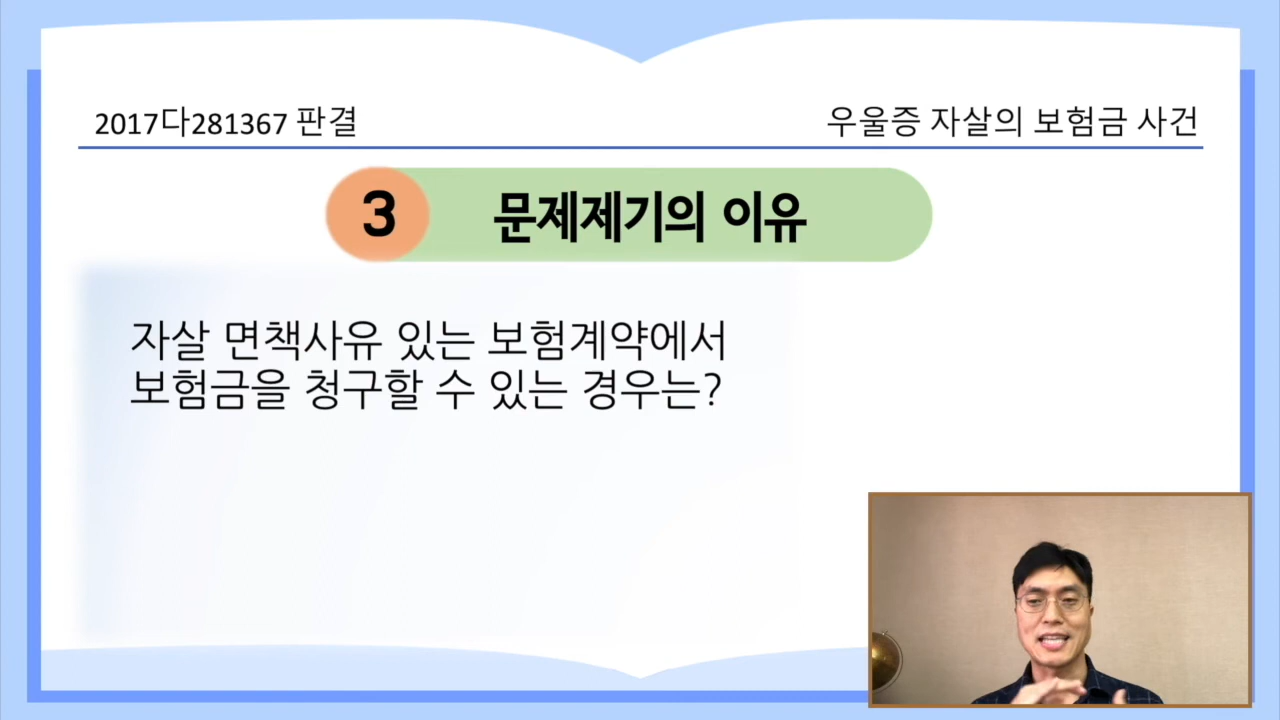 2017다281367 판결
우울증 자살의 보험금 사건
3
문제제기의 이유
자살 면책사유 있는 보험계약에서
보험금을 청구할 수 있는 경우는?